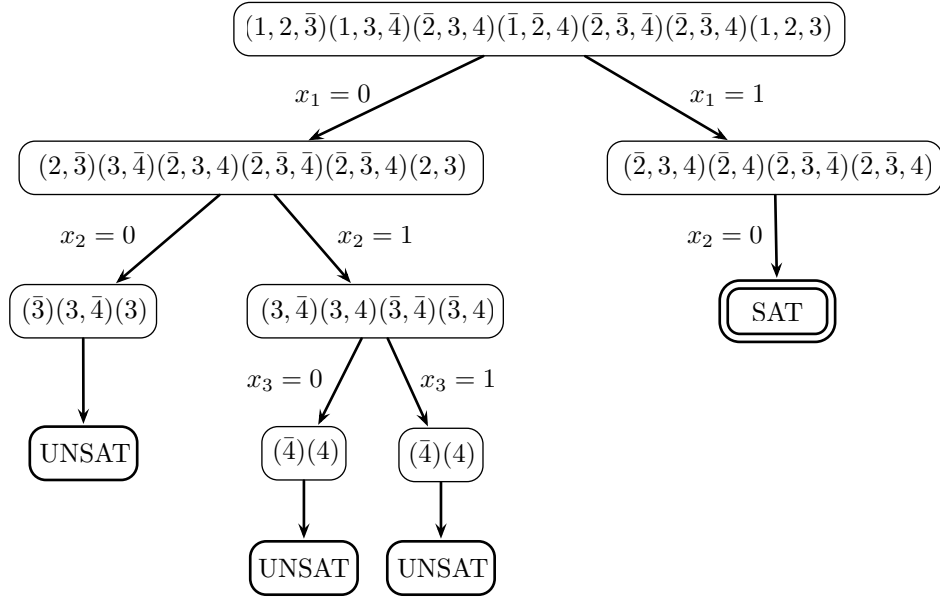 (1, 2, 3̄)(1, 3, 4̄)(2̄, 3, 4)(1̄, 2̄, 4)(2̄, 3̄, 4̄)(2̄, 3̄, 4)(1, 2, 3)
x₁ = 0
x₁ = 1
(2, 3̄)(3, 4̄)(2̄, 3, 4)(2̄, 3̄, 4̄)(2̄, 3̄, 4)(2, 3)
(2̄, 3, 4)(2̄, 4)(2̄, 3̄, 4̄)(2̄, 3̄, 4)
x₂ = 0
x₂ = 1
x₂ = 0
(3̄)(3, 4̄)(3)
(3, 4̄)(3, 4)(3̄, 4̄)(3̄, 4)
SAT
x₃ = 0
x₃ = 1
UNSAT
(4̄)(4)
(4̄)(4)
UNSAT
UNSAT